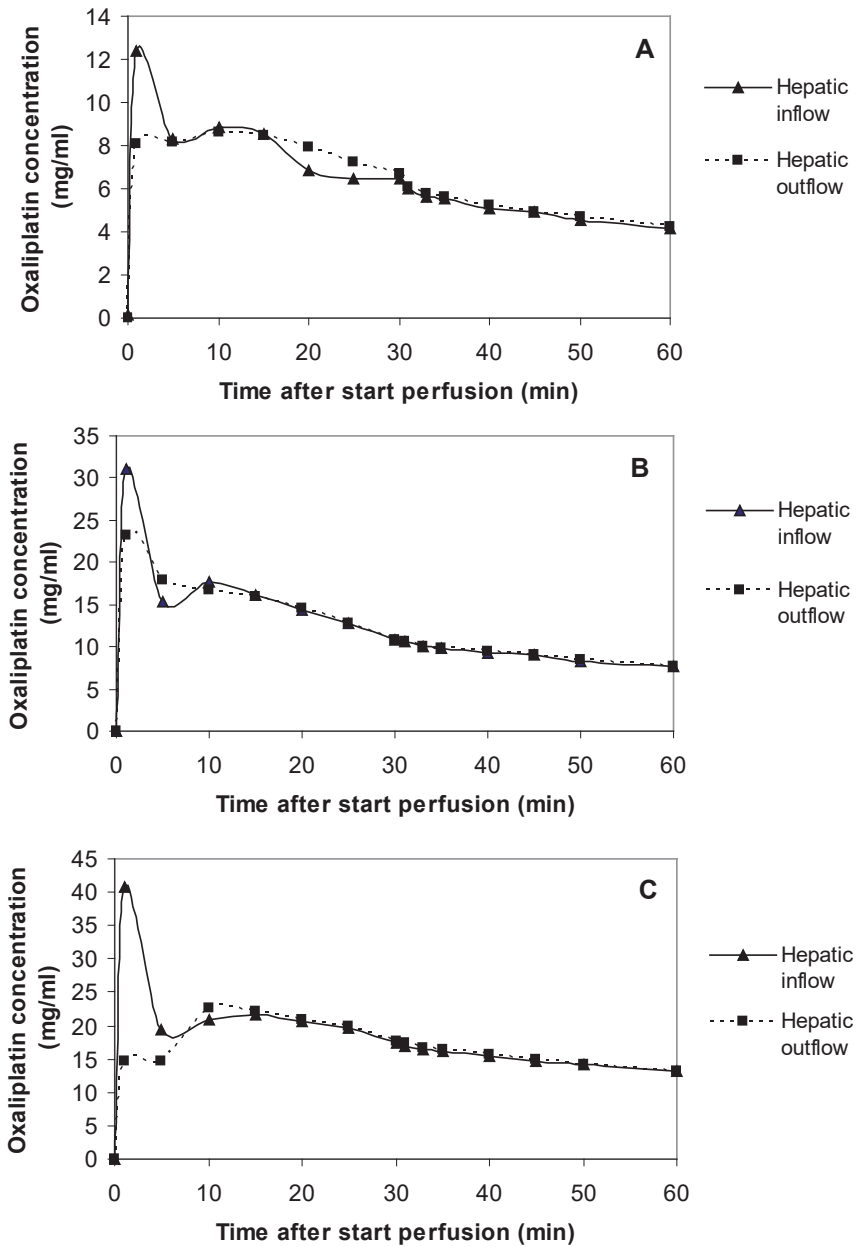 Oxaliplatin concentration
(mg/ml)
14
12
10
8
6
4
2
0
A
0 10 20 30 40 50 60
Time after start perfusion (min)
Hepatic
inflow
Hepatic
outflow
Oxaliplatin concentration
(mg/ml)
35
30
25
20
15
10
5
0
B
0 10 20 30 40 50 60
Time after start perfusion (min)
Hepatic
inflow
Hepatic
outflow
Oxaliplatin concentration
(mg/ml)
45
40
35
30
25
20
15
10
5
0
C
0 10 20 30 40 50 60
Time after start perfusion (min)
Hepatic
inflow
Hepatic
outflow